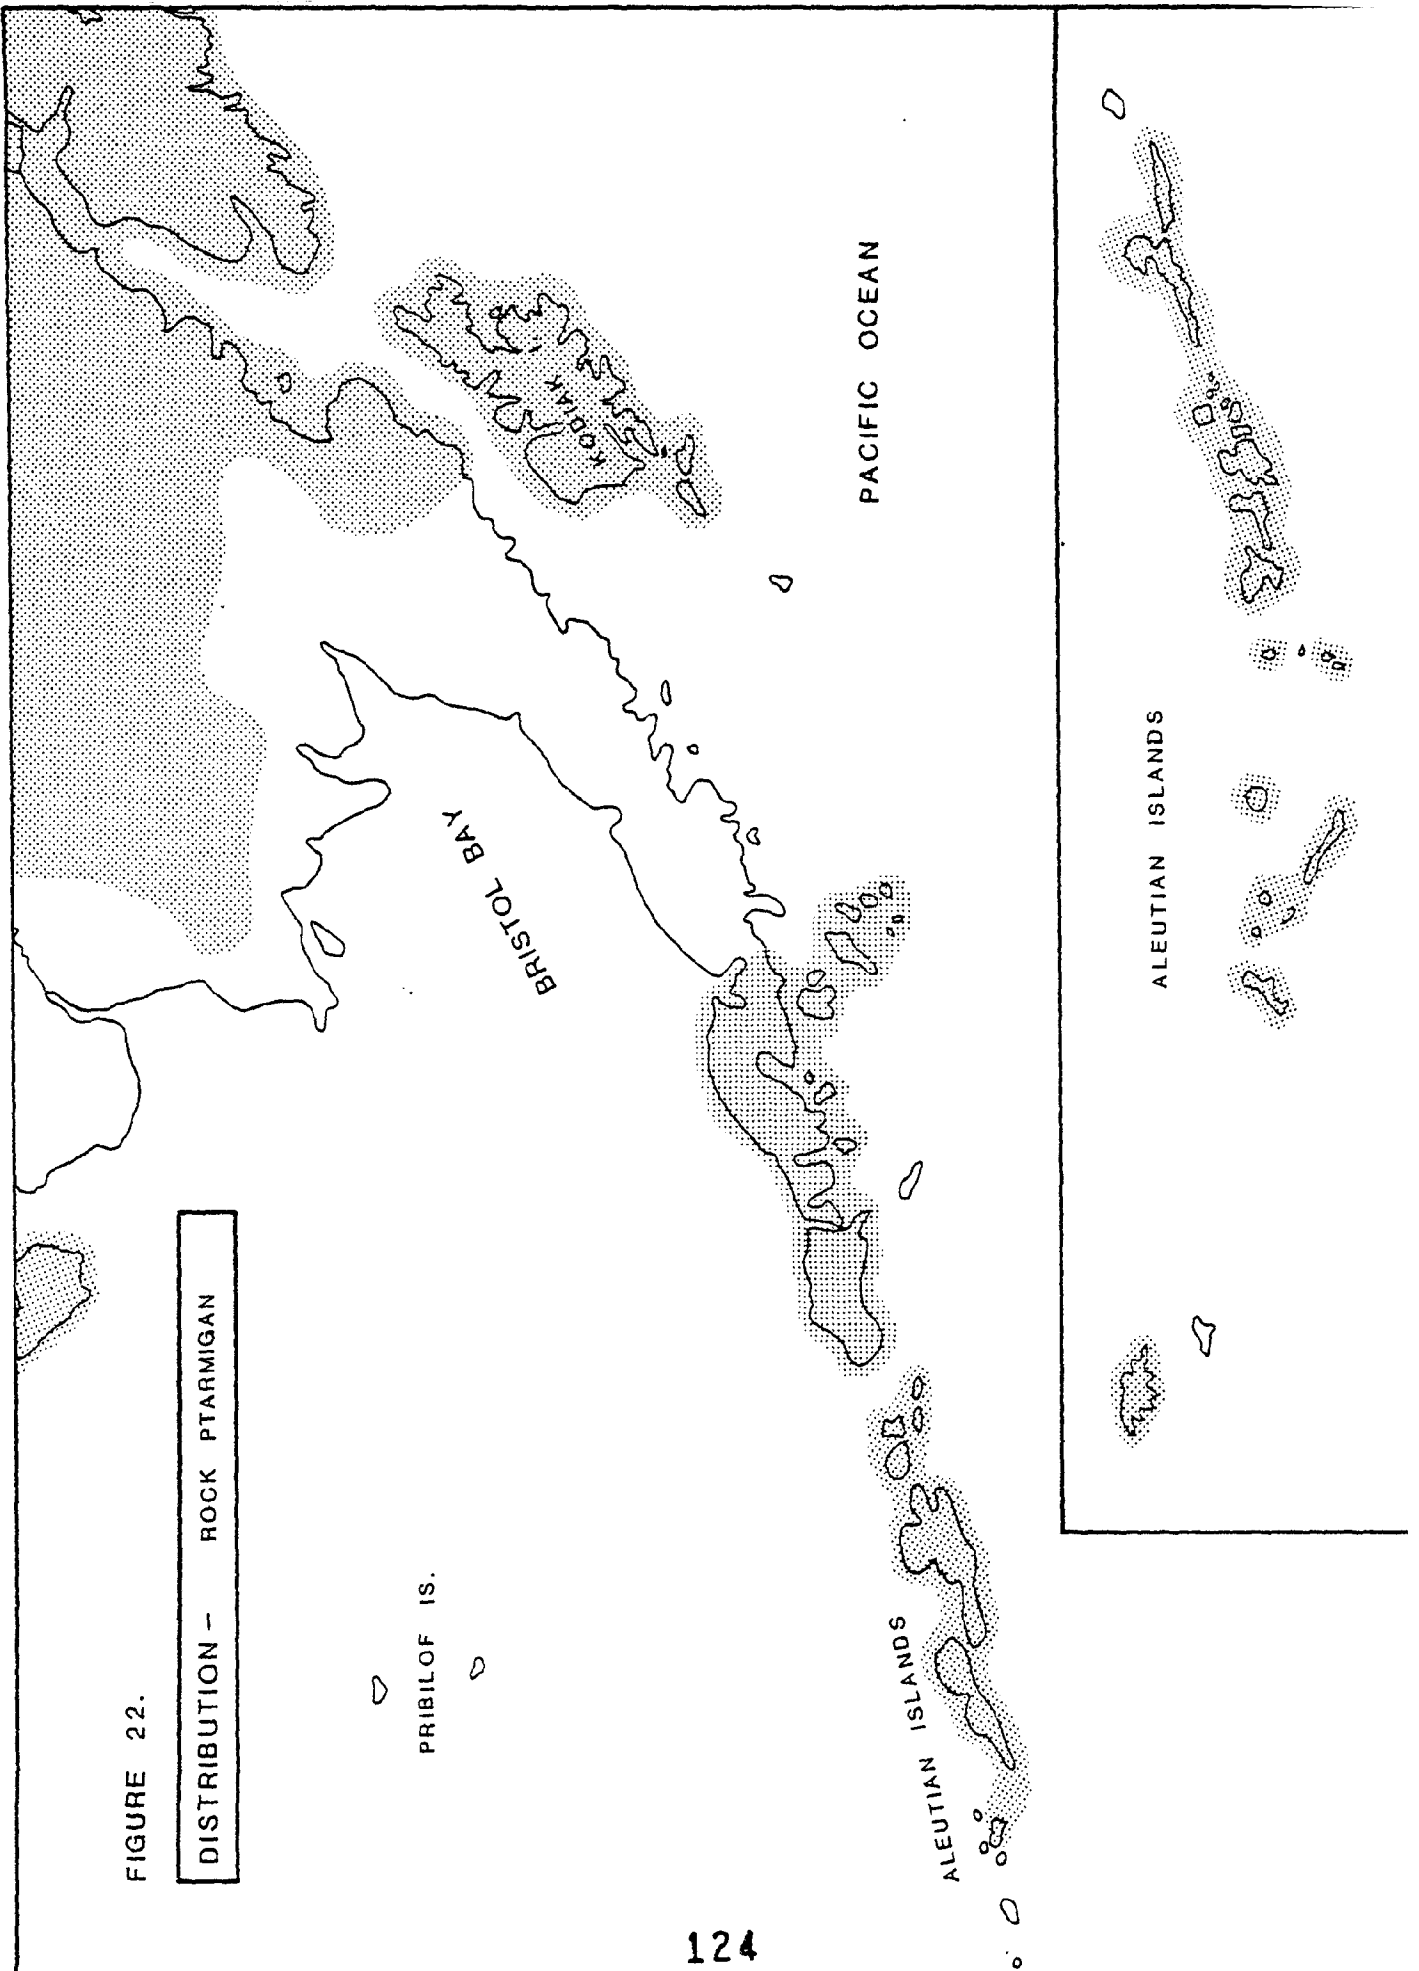 FIGURE 22.
DISTRIBUTION – ROCK PTARMIGAN
PRIBILOF IS.
BRISTOL BAY
KODIAK
PACIFIC OCEAN
ALEUTIAN ISLANDS
ALEUTIAN ISLANDS
124